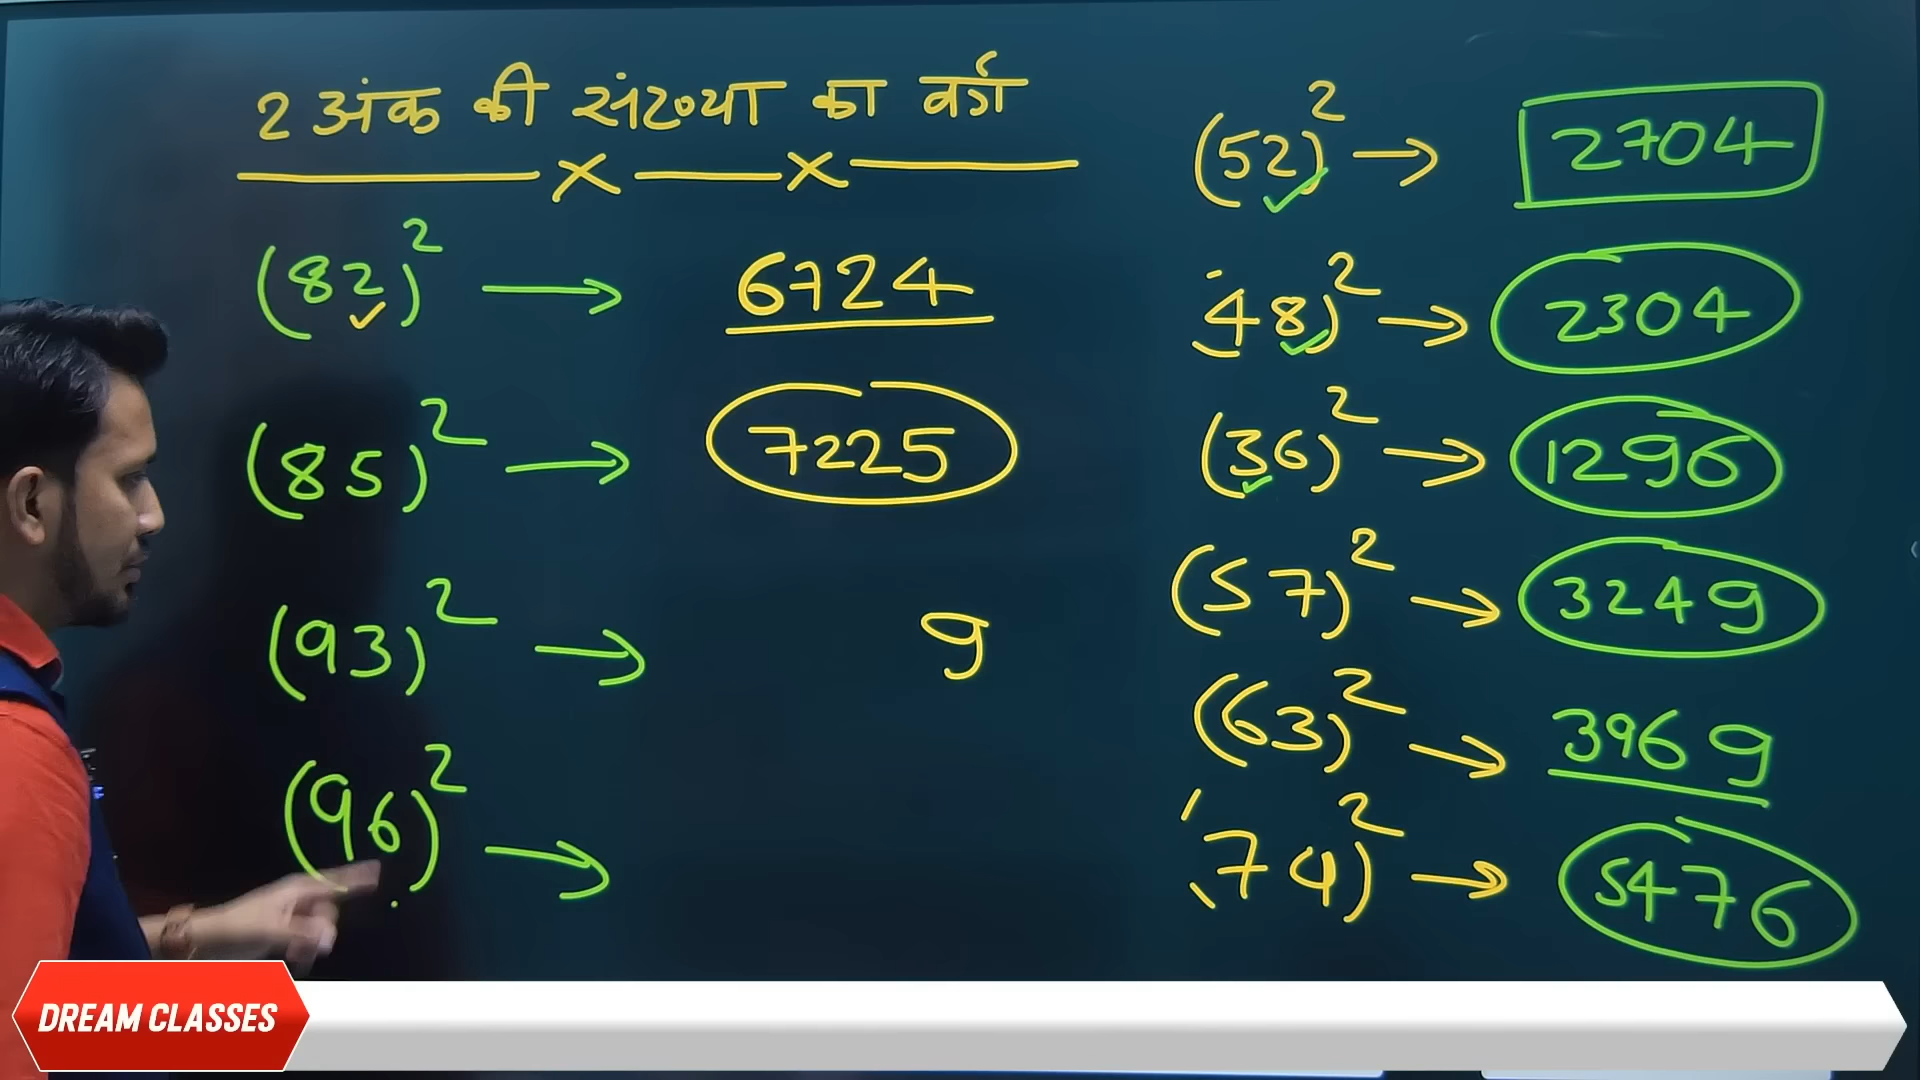 2 अंक की संख्या का वर्ग
(82)² → 6724
(85)² → 7225
(93)² → 9
(96)² →
(52)² → 2704
(48)² → 2304
(36)² → 1296
(57)² → 3249
(63)² → 3969
(74)² → 5476
DREAM CLASSES